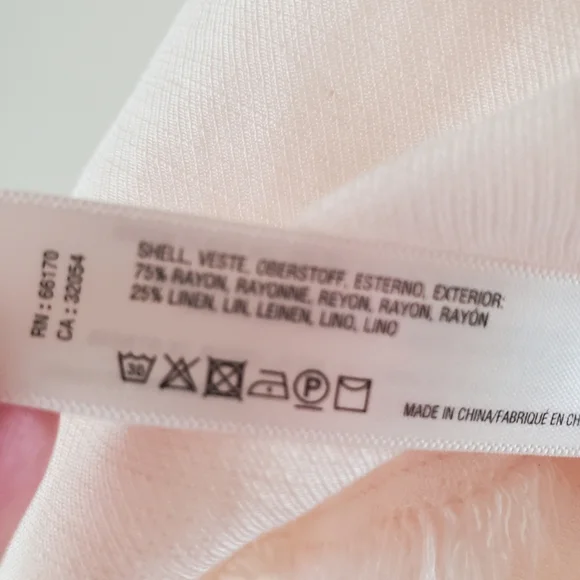 RN : 66170
CA : 32054
SHELL, VESTE, OBERSTOFF, ESTERNO, EXTERIOR:
75% RAYON, RAYONNE, REYON, RAYON, RAYÓN
25% LINEN, LIN, LEINEN, LINO, LINO
30
P
MADE IN CHINA/FABRIQUÉ EN CH